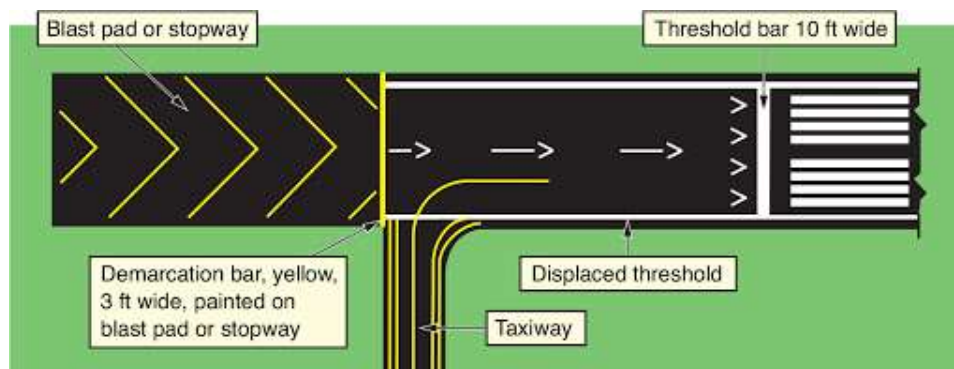 Blast pad or stopway
Threshold bar 10 ft wide
Demarcation bar, yellow,
3 ft wide, painted on
blast pad or stopway
Displaced threshold
Taxiway